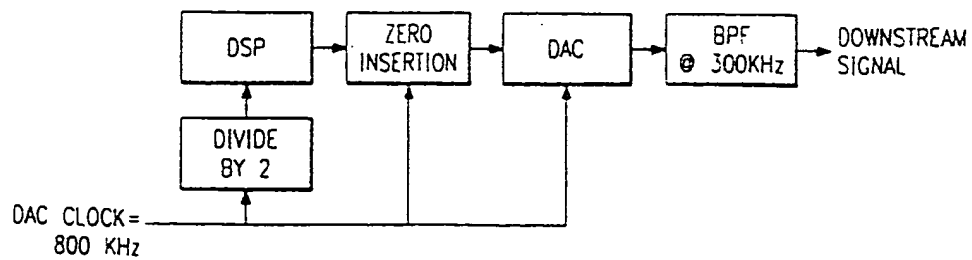 DSP
ZERO
INSERTION
DAC
BPF
@ 300KHz
DOWNSTREAM
SIGNAL
DIVIDE
BY 2
DAC CLOCK=
800 KHz